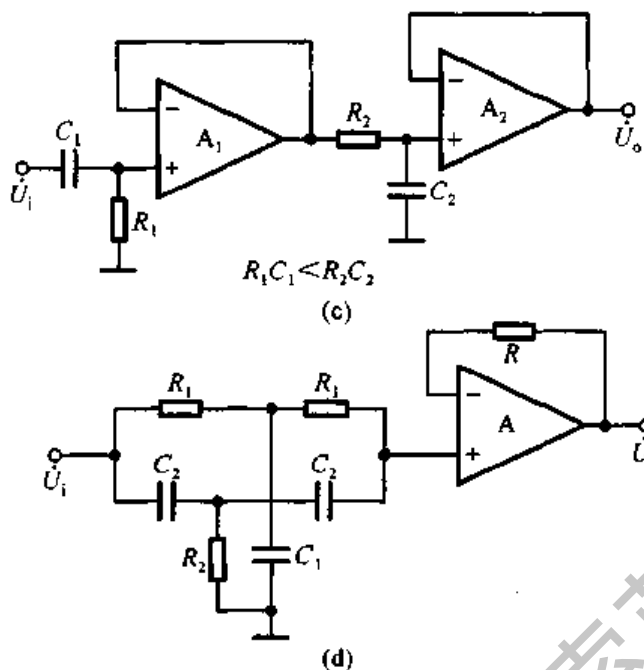 C₁
U̇ᵢ
R₁
−
+
A₁
R₂
C₂
−
+
A₂
U̇ₒ
R₁C₁<R₂C₂
(c)
R₁
R₁
U̇ᵢ
C₂
C₂
R₂
C₁
R
−
+
A
(d)